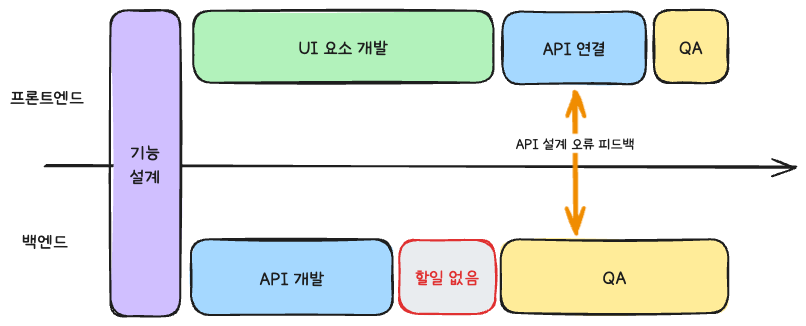 UI 요소 개발
API 연결
QA
프론트엔드
기능
설계
API 설계 오류 피드백
백엔드
API 개발
할일 없음
QA